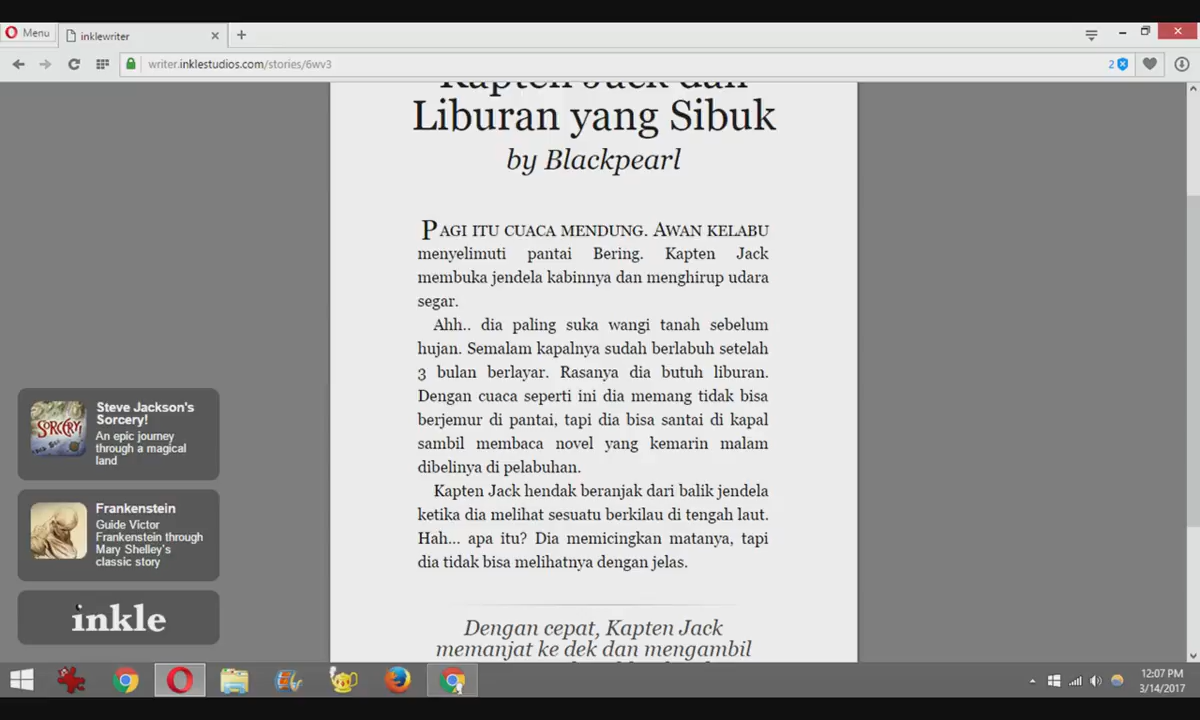 Menu
inklewriter
writer.inklestudios.com/stories/6wv3
2
Kapten Jack dan
Liburan yang Sibuk
by Blackpearl
PAGI ITU CUACA MENDUNG. AWAN KELABU
menyelimuti pantai Bering. Kapten Jack
membuka jendela kabinnya dan menghirup udara
segar.
Ahh.. dia paling suka wangi tanah sebelum
hujan. Semalam kapalnya sudah berlabuh setelah
3 bulan berlayar. Rasanya dia butuh liburan.
Dengan cuaca seperti ini dia memang tidak bisa
berjemur di pantai, tapi dia bisa santai di kapal
sambil membaca novel yang kemarin malam
dibelinya di pelabuhan.
Kapten Jack hendak beranjak dari balik jendela
ketika dia melihat sesuatu berkilau di tengah laut.
Hah... apa itu? Dia memicingkan matanya, tapi
dia tidak bisa melihatnya dengan jelas.
Dengan cepat, Kapten Jack
memanjat ke dek dan mengambil
SORCERY!
Steve Jackson's
Sorcery!
An epic journey
through a magical
land
Frankenstein
Guide Victor
Frankenstein through
Mary Shelley's
classic story
inkle
12:07 PM
3/14/2017